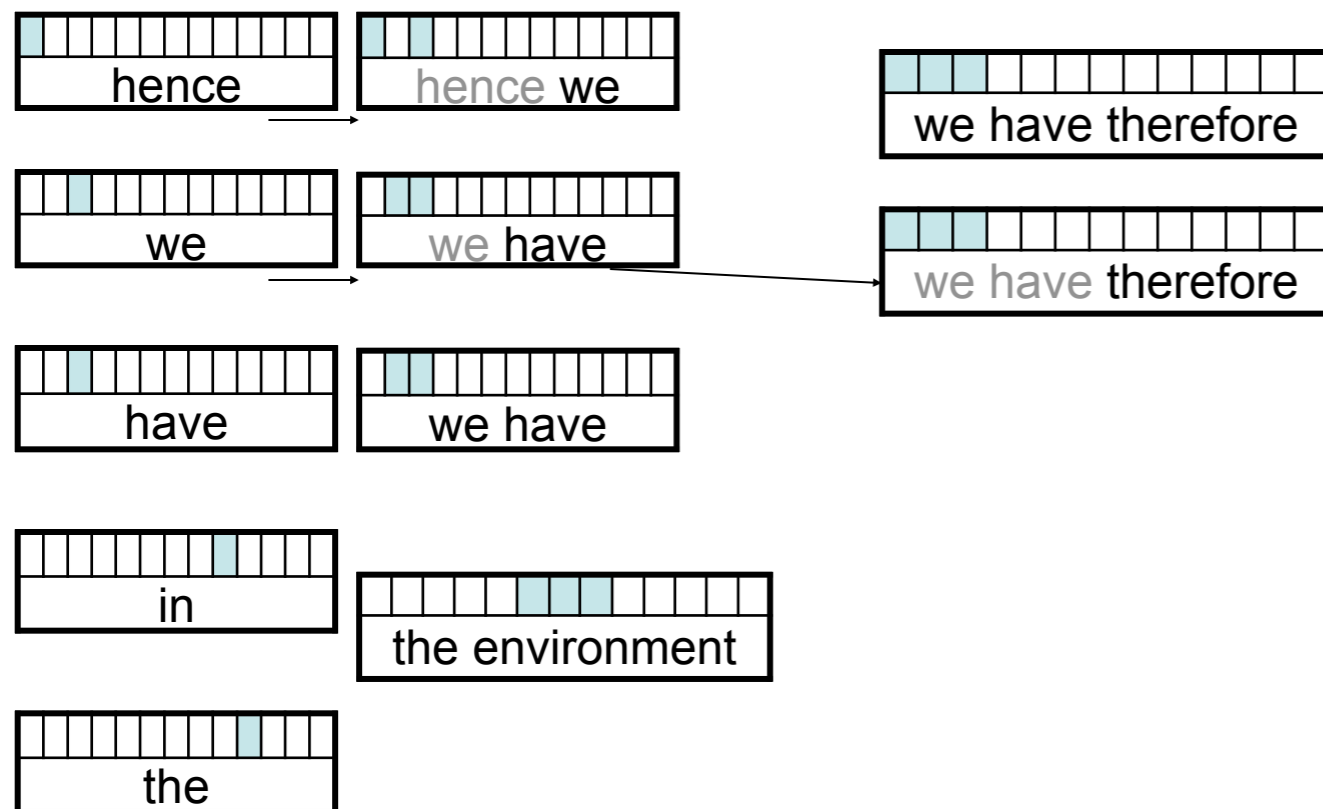 hence
hence we
we have therefore
we
we have
we have therefore
have
we have
in
the environment
the